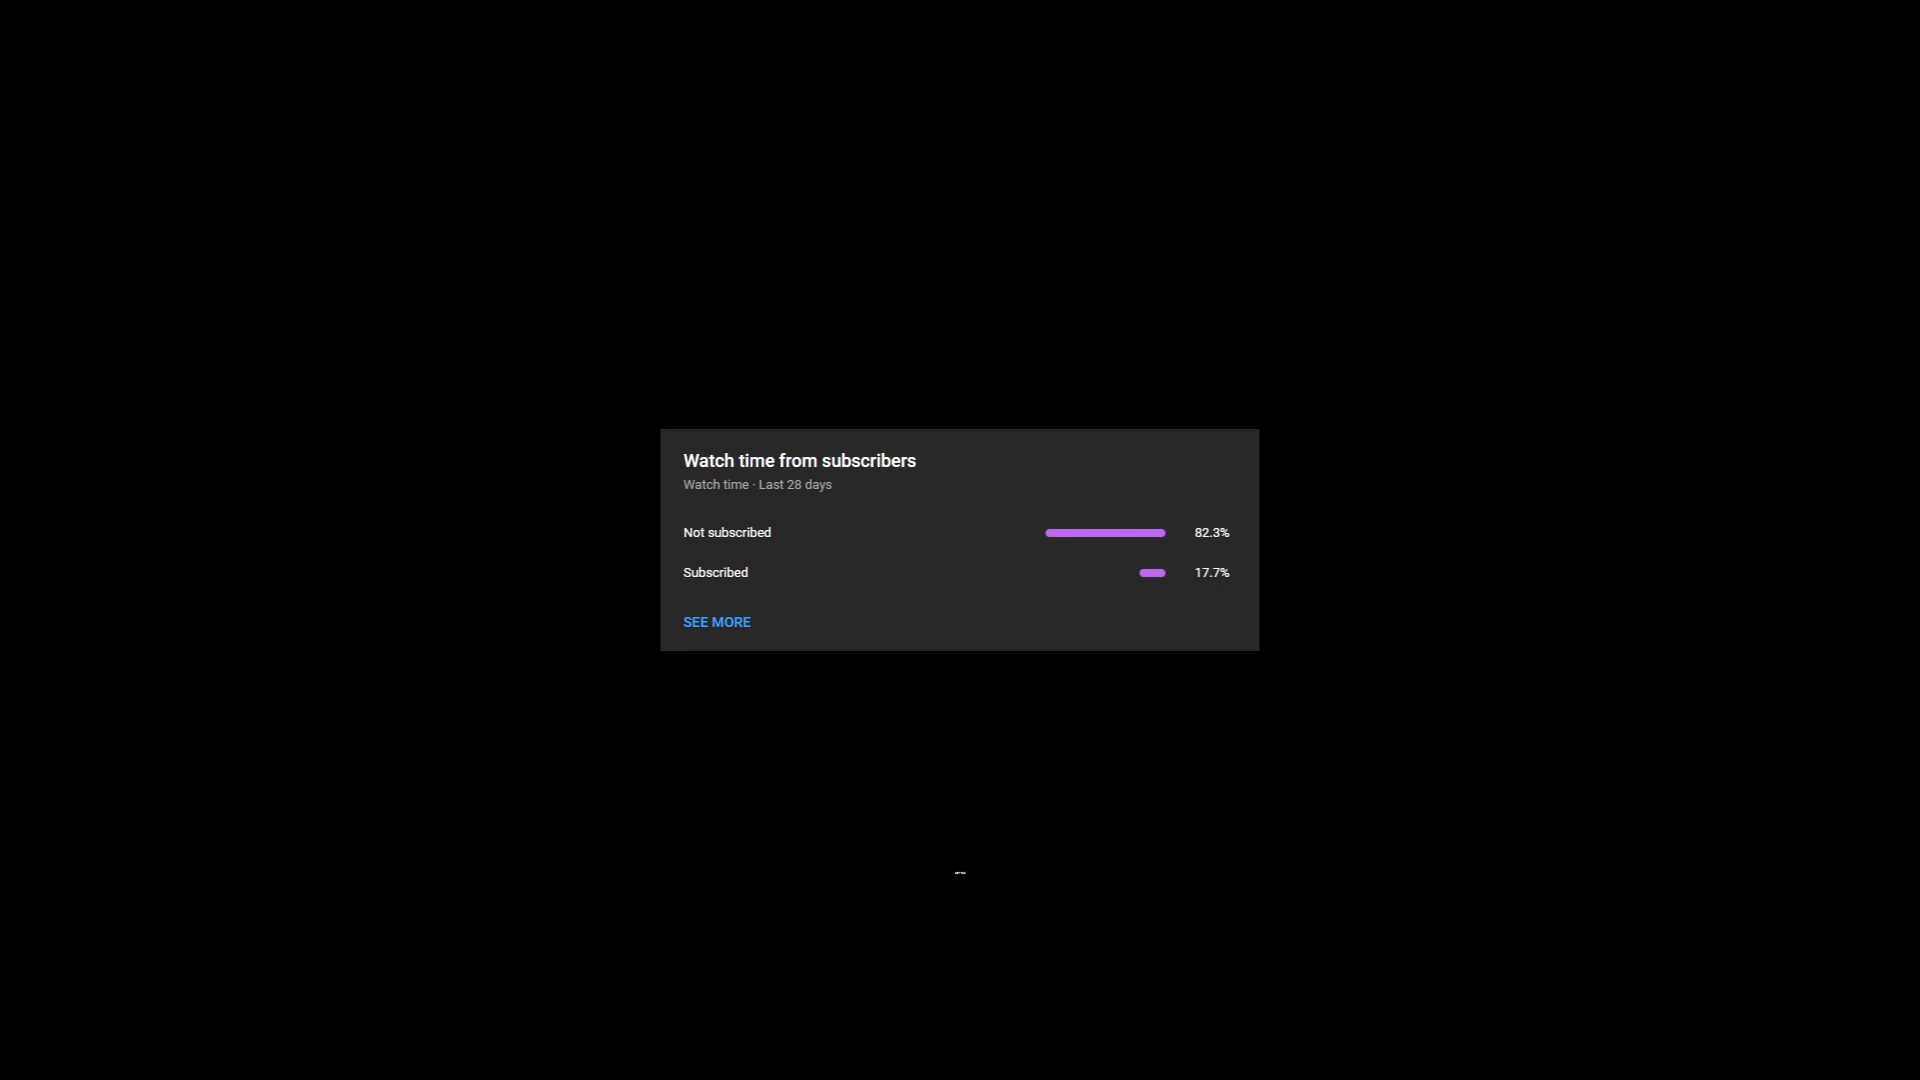 Watch time from subscribers
Watch time · Last 28 days
Not subscribed 82.3%
Subscribed 17.7%
SEE MORE